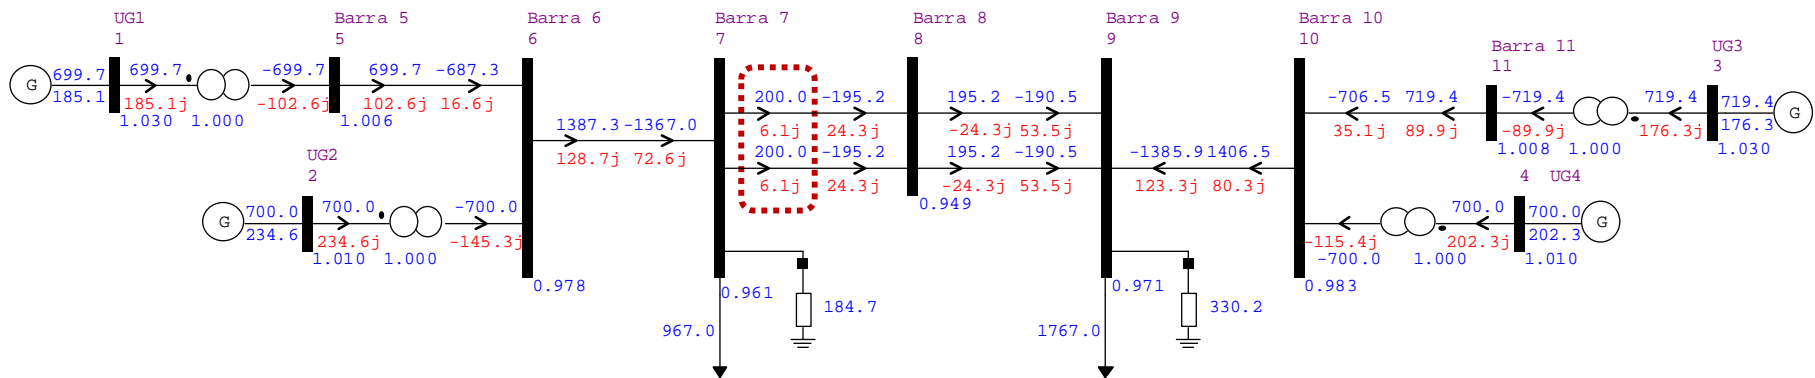 UG1
1
Barra 5
5
Barra 6
6
Barra 7
7
Barra 8
8
Barra 9
9
Barra 10
10
Barra 11
11
UG3
3
G
699.7
185.1
699.7
185.1j
-699.7
-102.6j
699.7
102.6j
-687.3
16.6j
1.030
1.000
1.006
UG2
2
G
700.0
234.6
700.0
234.6j
-700.0
-145.3j
1.010
1.000
0.978
1387.3
-1367.0
128.7j
72.6j
200.0
-195.2
6.1j
24.3j
200.0
-195.2
6.1j
24.3j
0.961
184.7
967.0
195.2
-190.5
-24.3j
53.5j
195.2
-190.5
-24.3j
53.5j
0.949
0.971
330.2
1767.0
-1385.9
1406.5
123.3j
80.3j
-706.5
719.4
35.1j
89.9j
-719.4
-89.9j
719.4
176.3j
719.4
176.3
G
1.008
1.000
1.030
4
UG4
700.0
202.3j
700.0
202.3
G
-115.4j
-700.0
1.000
1.010
0.983